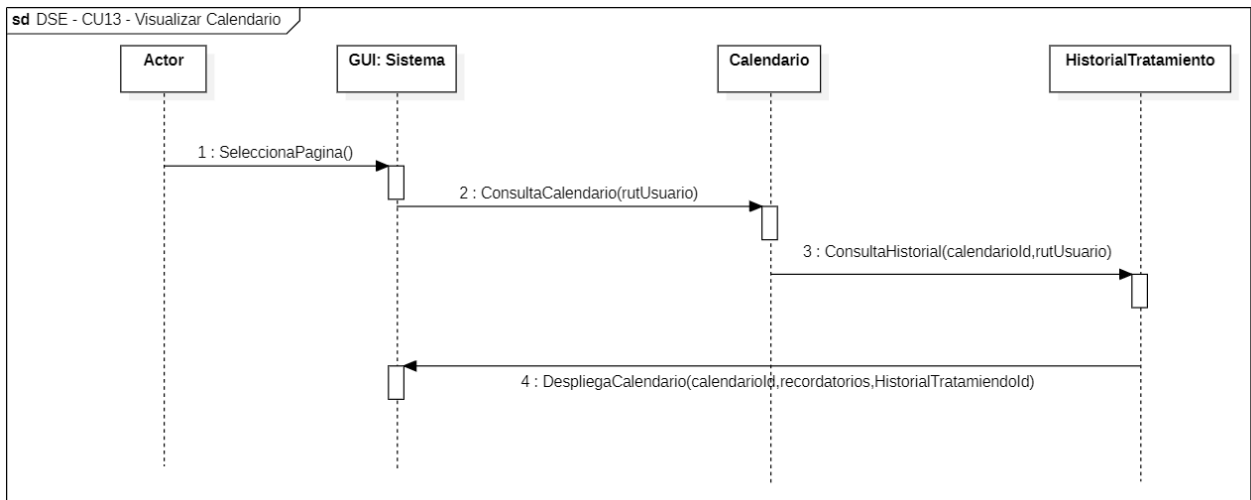 sd DSE - CU13 - Visualizar Calendario
Actor
GUI: Sistema
Calendario
HistorialTratamiento
1 : SeleccionaPagina()
2 : ConsultaCalendario(rutUsuario)
3 : ConsultaHistorial(calendarioId,rutUsuario)
4 : DespliegaCalendario(calendarioId,recordatorios,HistorialTratamiendoId)